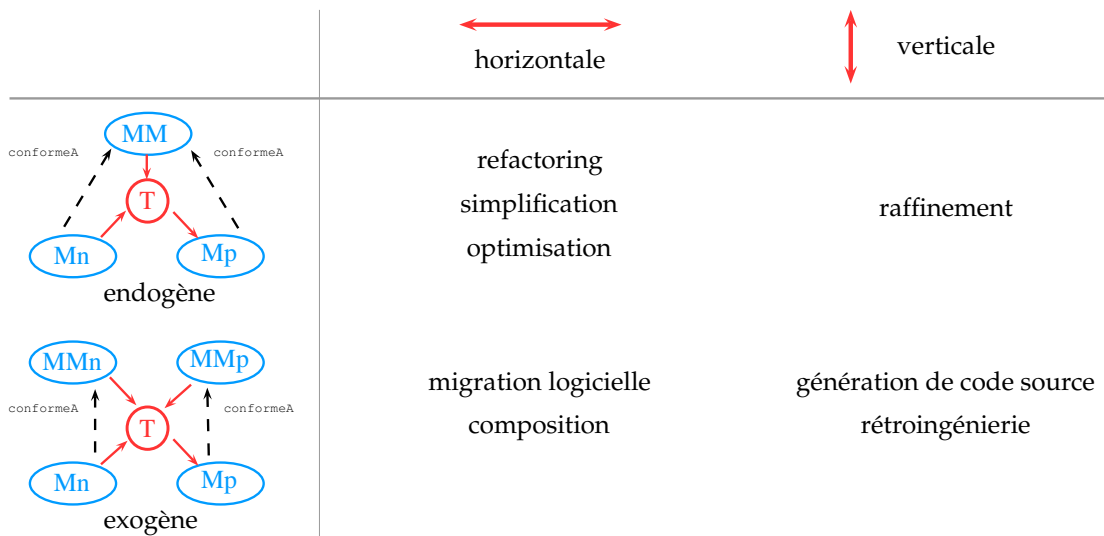 horizontale
verticale
MM
conformeA conformeA
T
Mn Mp
endogène
refactoring
simplification
optimisation
raffinement
MMn MMp
conformeA conformeA
T
Mn Mp
exogène
migration logicielle
composition
génération de code source
rétroingénierie